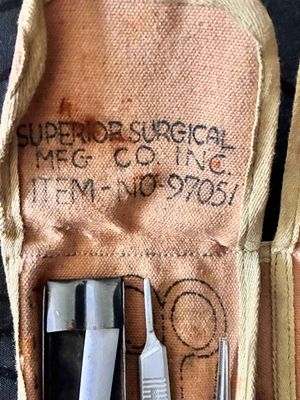 SUPERIOR SURGICAL
MFG. CO. INC.
ITEM-NO-97051